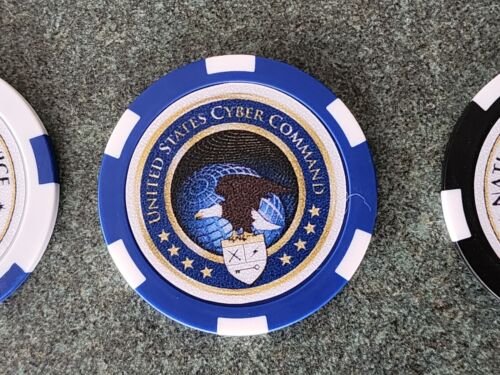 UNITED STATES CYBER COMMAND